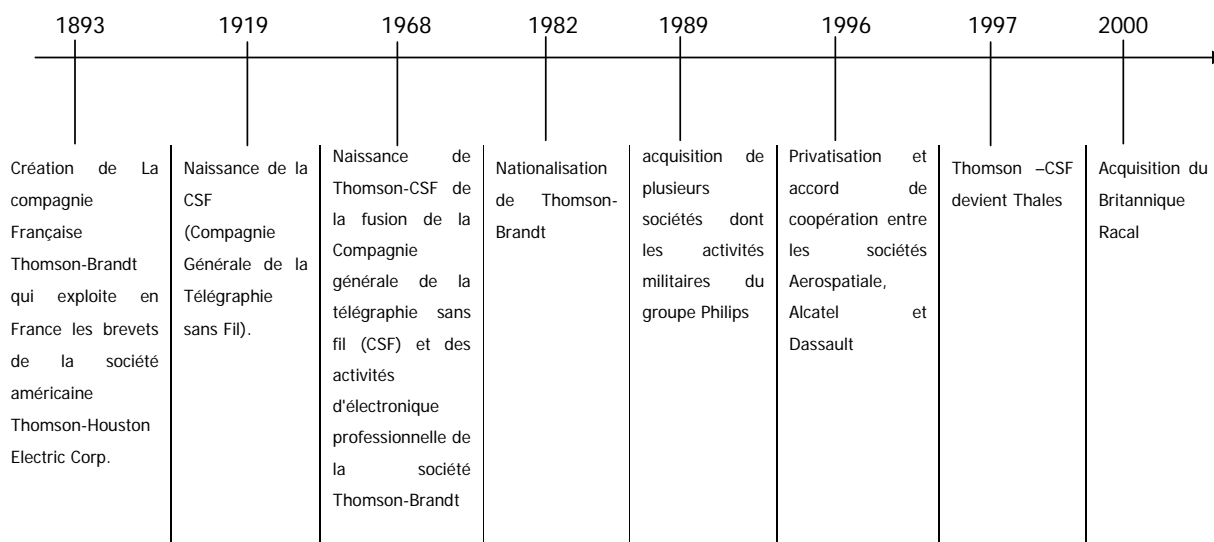 1893 1919 1968 1982 1989 1996 1997 2000
Création de La
compagnie
Française
Thomson-Brandt
qui exploite en
France les brevets
de la société
américaine
Thomson-Houston
Electric Corp.
Naissance de la
CSF
(Compagnie
Générale de la
Télégraphie
sans Fil).
Naissance de
Thomson-CSF de
la fusion de la
Compagnie
générale de la
télégraphie sans
fil (CSF) et des
activités
d'électronique
professionnelle de
la société
Thomson-Brandt
Nationalisation
de Thomson-
Brandt
acquisition de
plusieurs
sociétés dont
les activités
militaires du
groupe Philips
Privatisation et
accord de
coopération entre
les sociétés
Aerospatiale,
Alcatel et
Dassault
Thomson –CSF
devient Thales
Acquisition du
Britannique
Racal